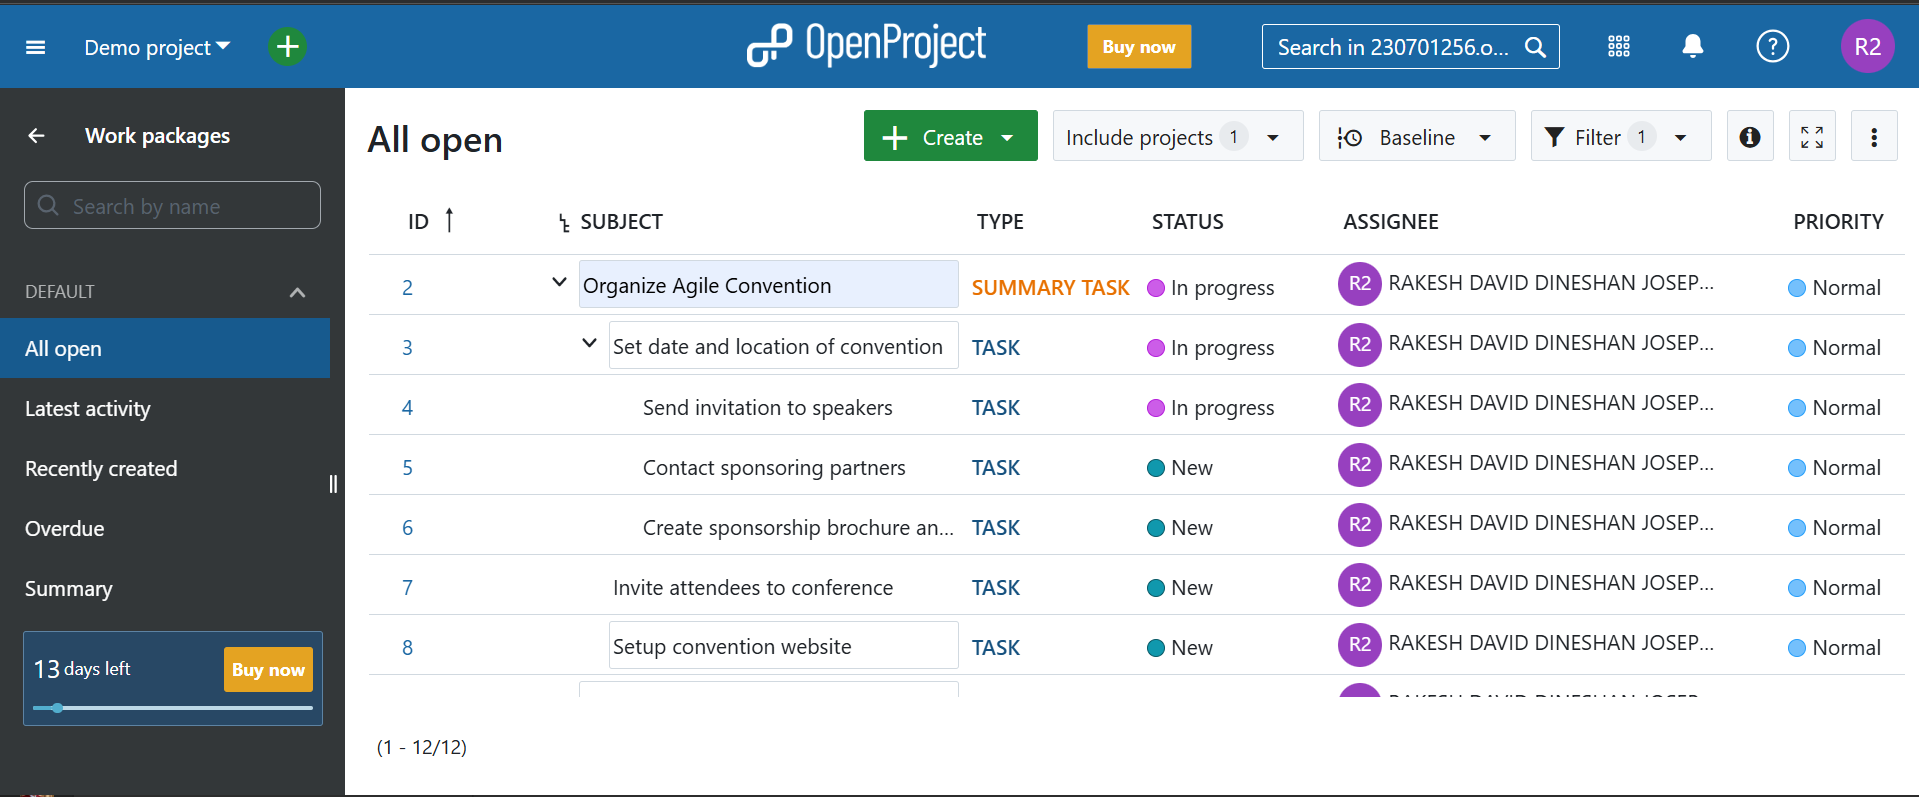 Demo project
OpenProject
Buy now
Search in 230701256.o...
?
R2
Work packages
Search by name
DEFAULT
All open
Latest activity
Recently created
Overdue
Summary
13 days left
Buy now
All open
Create
Include projects 1
Baseline
Filter 1
ID SUBJECT TYPE STATUS ASSIGNEE PRIORITY
2 Organize Agile Convention SUMMARY TASK In progress R2 RAKESH DAVID DINESHAN JOSEP... Normal
3 Set date and location of convention TASK In progress R2 RAKESH DAVID DINESHAN JOSEP... Normal
4 Send invitation to speakers TASK In progress R2 RAKESH DAVID DINESHAN JOSEP... Normal
5 Contact sponsoring partners TASK New R2 RAKESH DAVID DINESHAN JOSEP... Normal
6 Create sponsorship brochure an... TASK New R2 RAKESH DAVID DINESHAN JOSEP... Normal
7 Invite attendees to conference TASK New R2 RAKESH DAVID DINESHAN JOSEP... Normal
8 Setup convention website TASK New R2 RAKESH DAVID DINESHAN JOSEP... Normal
(1 - 12/12)